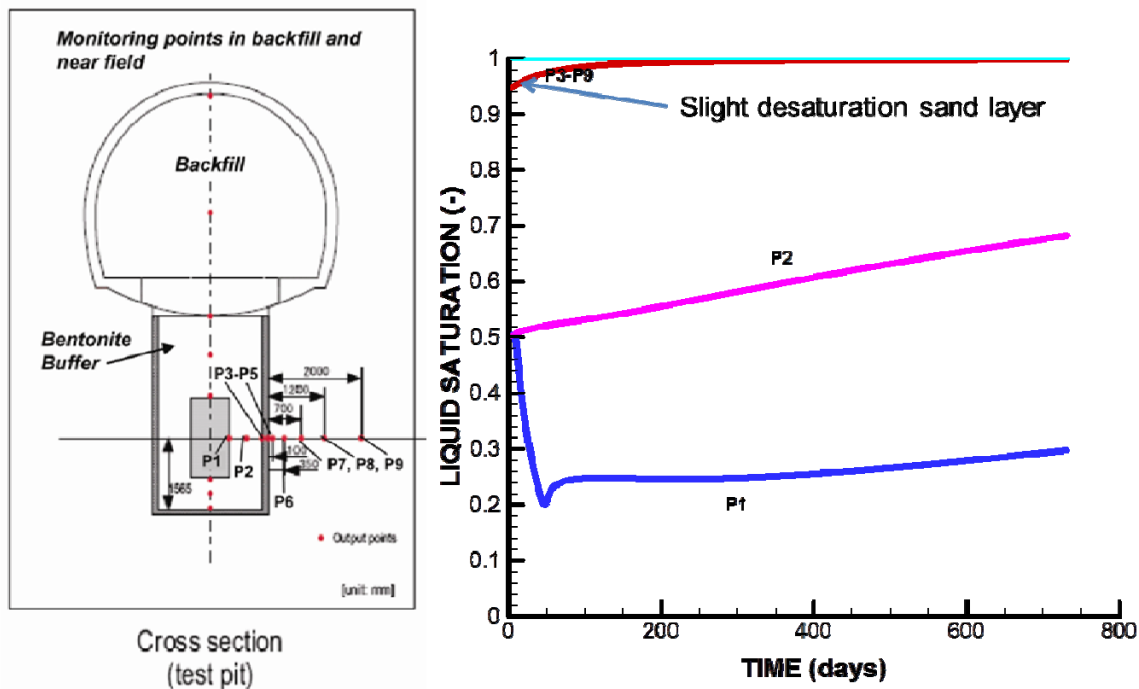 Monitoring points in backfill and
near field
Backfill
Bentonite
Buffer
P3-P5
2000
1200
700
P1
P2
100
350
P7, P8, P9
P6
1565
Output points
[unit: mm]
Cross section
(test pit)
1
0.9
0.8
0.7
0.6
0.5
0.4
0.3
0.2
0.1
0
LIQUID SATURATION (-)
P3-P9
Slight desaturation sand layer
P2
P1
0
200
400
600
800
TIME (days)